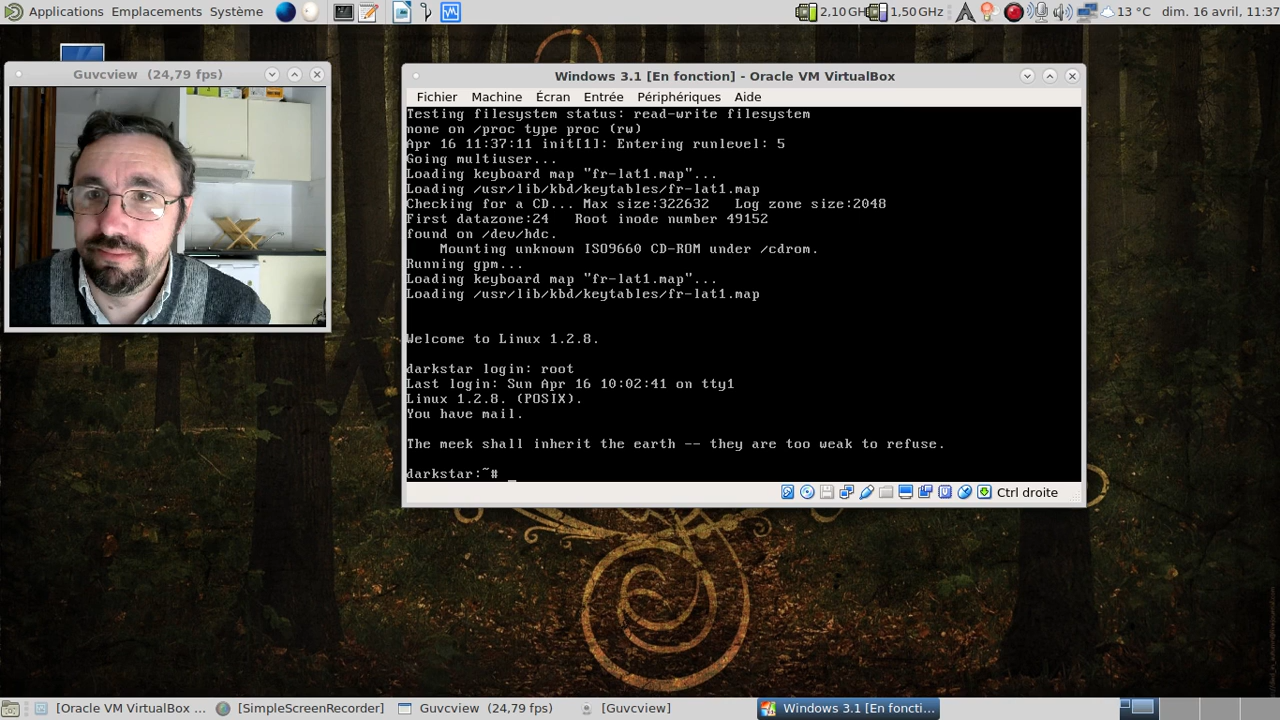 Applications Emplacements Système
2,10 GH
1,50 GHz
13 °C dim. 16 avril, 11:37
Guvcview (24,79 fps)
Windows 3.1 [En fonction] - Oracle VM VirtualBox
Fichier Machine Écran Entrée Périphériques Aide
Testing filesystem status: read-write filesystem
none on /proc type proc (rw)
Apr 16 11:37:11 init[1]: Entering runlevel: 5
Going multiuser...
Loading keyboard map "fr-lat1.map"...
Loading /usr/lib/kbd/keytables/fr-lat1.map
Checking for a CD... Max size:322632   Log zone size:2048
First datazone:24   Root inode number 49152
found on /dev/hdc.
    Mounting unknown ISO9660 CD-ROM under /cdrom.
Running gpm...
Loading keyboard map "fr-lat1.map"...
Loading /usr/lib/kbd/keytables/fr-lat1.map
Welcome to Linux 1.2.8.
darkstar login: root
Last login: Sun Apr 16 10:02:41 on tty1
Linux 1.2.8. (POSIX).
You have mail.
The meek shall inherit the earth -- they are too weak to refuse.
darkstar:~# _
Ctrl droite
[Oracle VM VirtualBox ...
[SimpleScreenRecorder]
Guvcview (24,79 fps)
[Guvcview]
Windows 3.1 [En foncti...